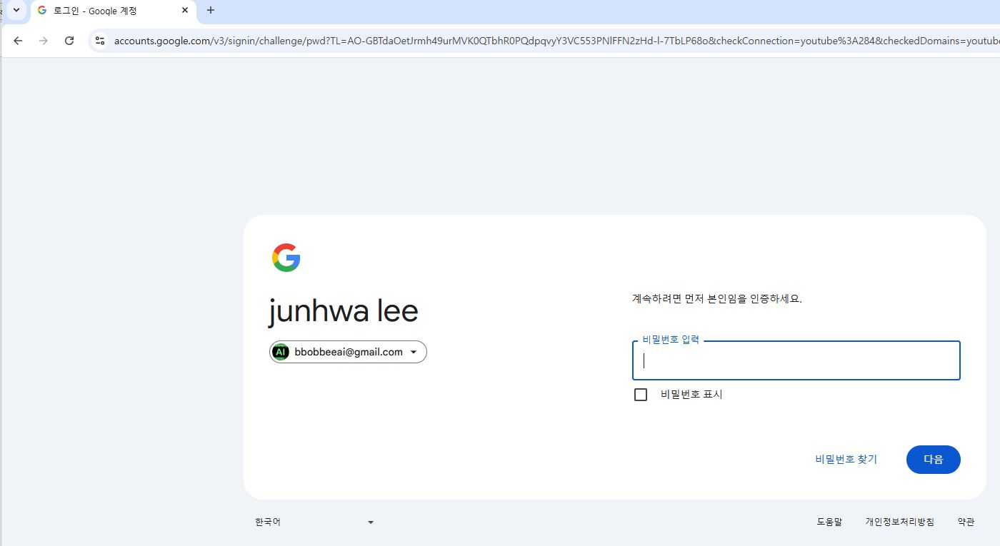 로그인 - Google 계정
accounts.google.com/v3/signin/challenge/pwd?TL=AO-GBTdaOetJrmh49urMVK0QTbhR0PQdpqvyY3VC553PNlFFN2zHd-l-7TbLP68o&checkConnection=youtube%3A284&checkedDomains=youtube
junhwa lee
AI bbobbeeai@gmail.com
계속하려면 먼저 본인임을 인증하세요.
비밀번호 입력
비밀번호 표시
비밀번호 찾기 다음
한국어 도움말 개인정보처리방침 약관